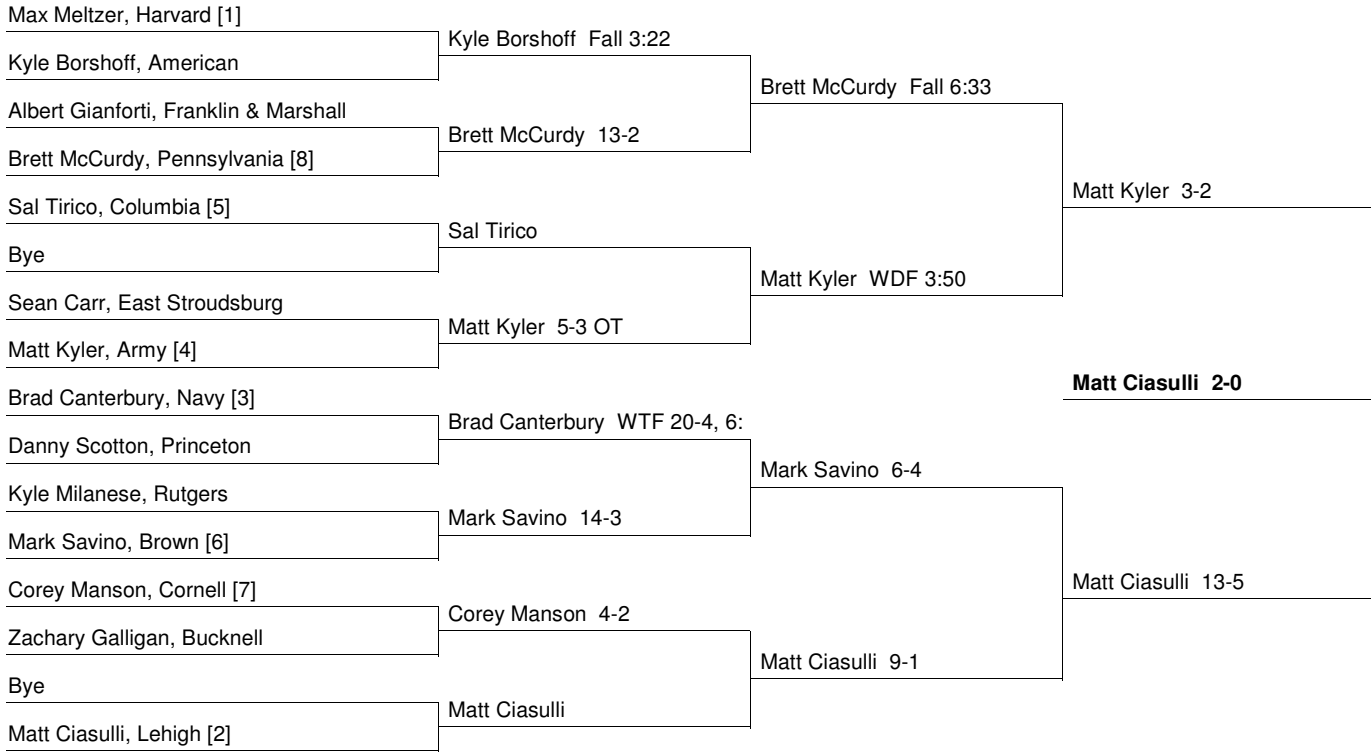 Max Meltzer, Harvard [1]
Kyle Borshoff, American
Albert Gianforti, Franklin & Marshall
Brett McCurdy, Pennsylvania [8]
Sal Tirico, Columbia [5]
Bye
Sean Carr, East Stroudsburg
Matt Kyler, Army [4]
Brad Canterbury, Navy [3]
Danny Scotton, Princeton
Kyle Milanese, Rutgers
Mark Savino, Brown [6]
Corey Manson, Cornell [7]
Zachary Galligan, Bucknell
Bye
Matt Ciasulli, Lehigh [2]
Kyle Borshoff Fall 3:22
Brett McCurdy 13-2
Sal Tirico
Matt Kyler 5-3 OT
Brad Canterbury WTF 20-4, 6:
Mark Savino 14-3
Corey Manson 4-2
Matt Ciasulli
Brett McCurdy Fall 6:33
Matt Kyler WDF 3:50
Mark Savino 6-4
Matt Ciasulli 9-1
Matt Kyler 3-2
Matt Ciasulli 2-0
Matt Ciasulli 13-5